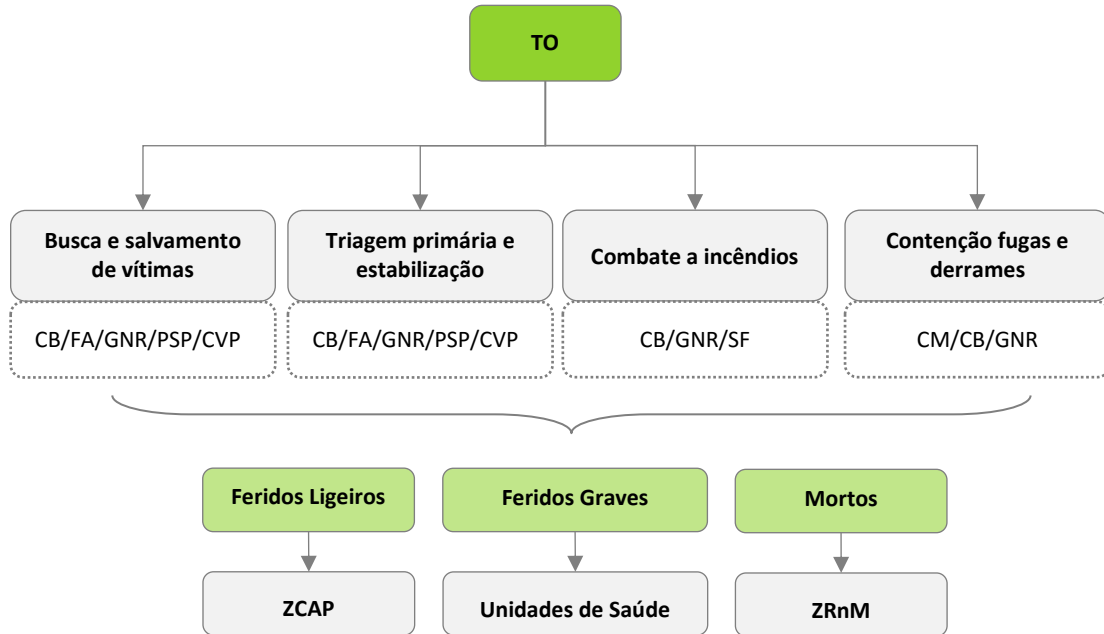 TO
Busca e salvamento
de vítimas
CB/FA/GNR/PSP/CVP
Triagem primária e
estabilização
CB/FA/GNR/PSP/CVP
Combate a incêndios
CB/GNR/SF
Contenção fugas e
derrames
CM/CB/GNR
Feridos Ligeiros
Feridos Graves
Mortos
ZCAP
Unidades de Saúde
ZRnM